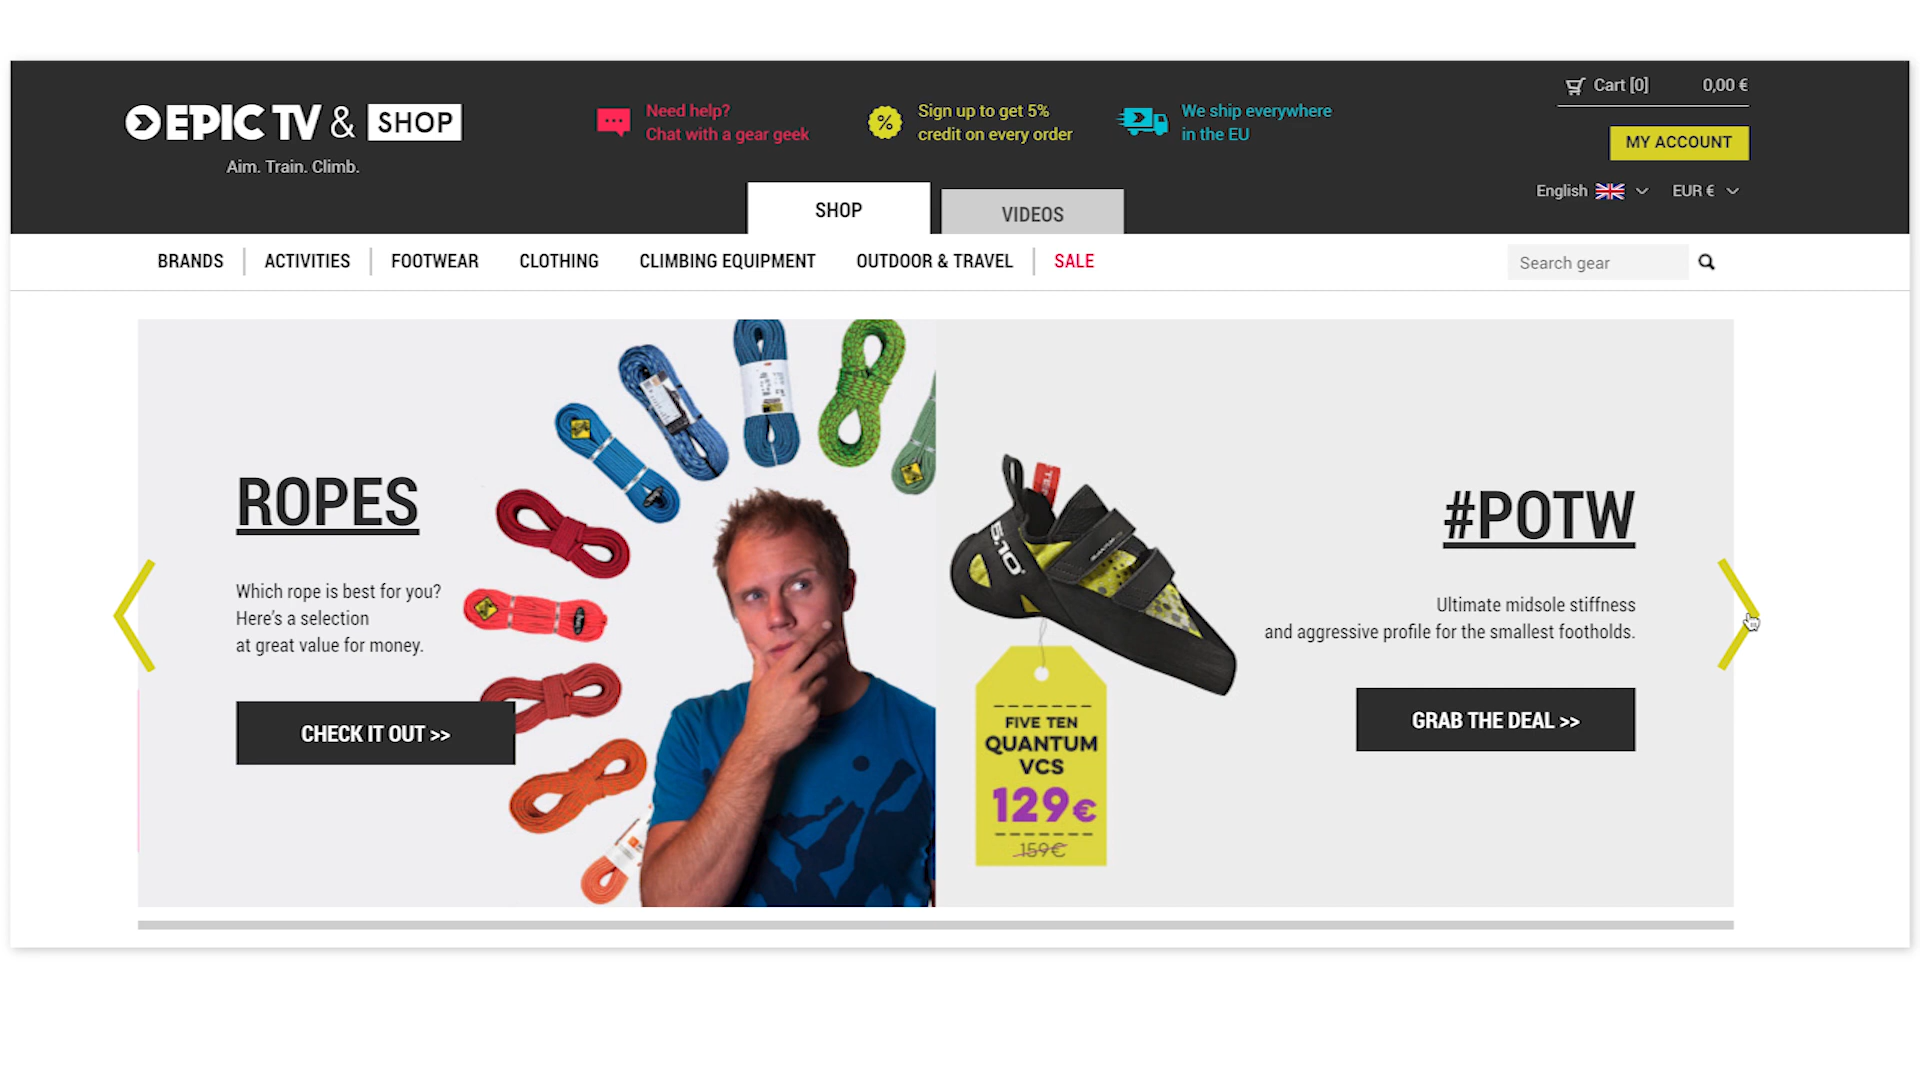 EPIC TV & SHOP
Aim. Train. Climb.
Need help?
Chat with a gear geek
%
Sign up to get 5%
credit on every order
We ship everywhere
in the EU
Cart [0] 0,00 €
MY ACCOUNT
English EUR €
SHOP
VIDEOS
BRANDS ACTIVITIES FOOTWEAR CLOTHING CLIMBING EQUIPMENT OUTDOOR & TRAVEL SALE
Search gear
ROPES
Which rope is best for you?
Here's a selection
at great value for money.
CHECK IT OUT >>
5.10
FIVE TEN
QUANTUM
VCS
129€
159€
#POTW
Ultimate midsole stiffness
and aggressive profile for the smallest footholds.
GRAB THE DEAL >>